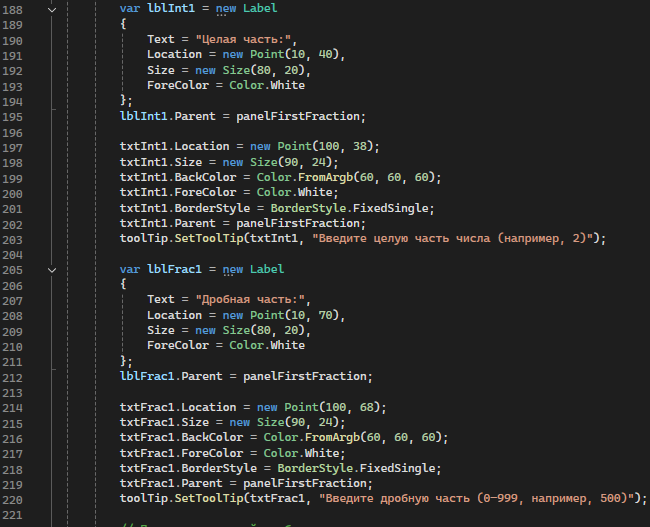 188 var lblInt1 = new Label
189 {
190 Text = "Целая часть:",
191 Location = new Point(10, 40),
192 Size = new Size(80, 20),
193 ForeColor = Color.White
194 };
195 lblInt1.Parent = panelFirstFraction;
196
197 txtInt1.Location = new Point(100, 38);
198 txtInt1.Size = new Size(90, 24);
199 txtInt1.BackColor = Color.FromArgb(60, 60, 60);
200 txtInt1.ForeColor = Color.White;
201 txtInt1.BorderStyle = BorderStyle.FixedSingle;
202 txtInt1.Parent = panelFirstFraction;
203 toolTip.SetToolTip(txtInt1, "Введите целую часть числа (например, 2)");
204
205 var lblFrac1 = new Label
206 {
207 Text = "Дробная часть:",
208 Location = new Point(10, 70),
209 Size = new Size(80, 20),
210 ForeColor = Color.White
211 };
212 lblFrac1.Parent = panelFirstFraction;
213
214 txtFrac1.Location = new Point(100, 68);
215 txtFrac1.Size = new Size(90, 24);
216 txtFrac1.BackColor = Color.FromArgb(60, 60, 60);
217 txtFrac1.ForeColor = Color.White;
218 txtFrac1.BorderStyle = BorderStyle.FixedSingle;
219 txtFrac1.Parent = panelFirstFraction;
220 toolTip.SetToolTip(txtFrac1, "Введите дробную часть (0-999, например, 500)");
221